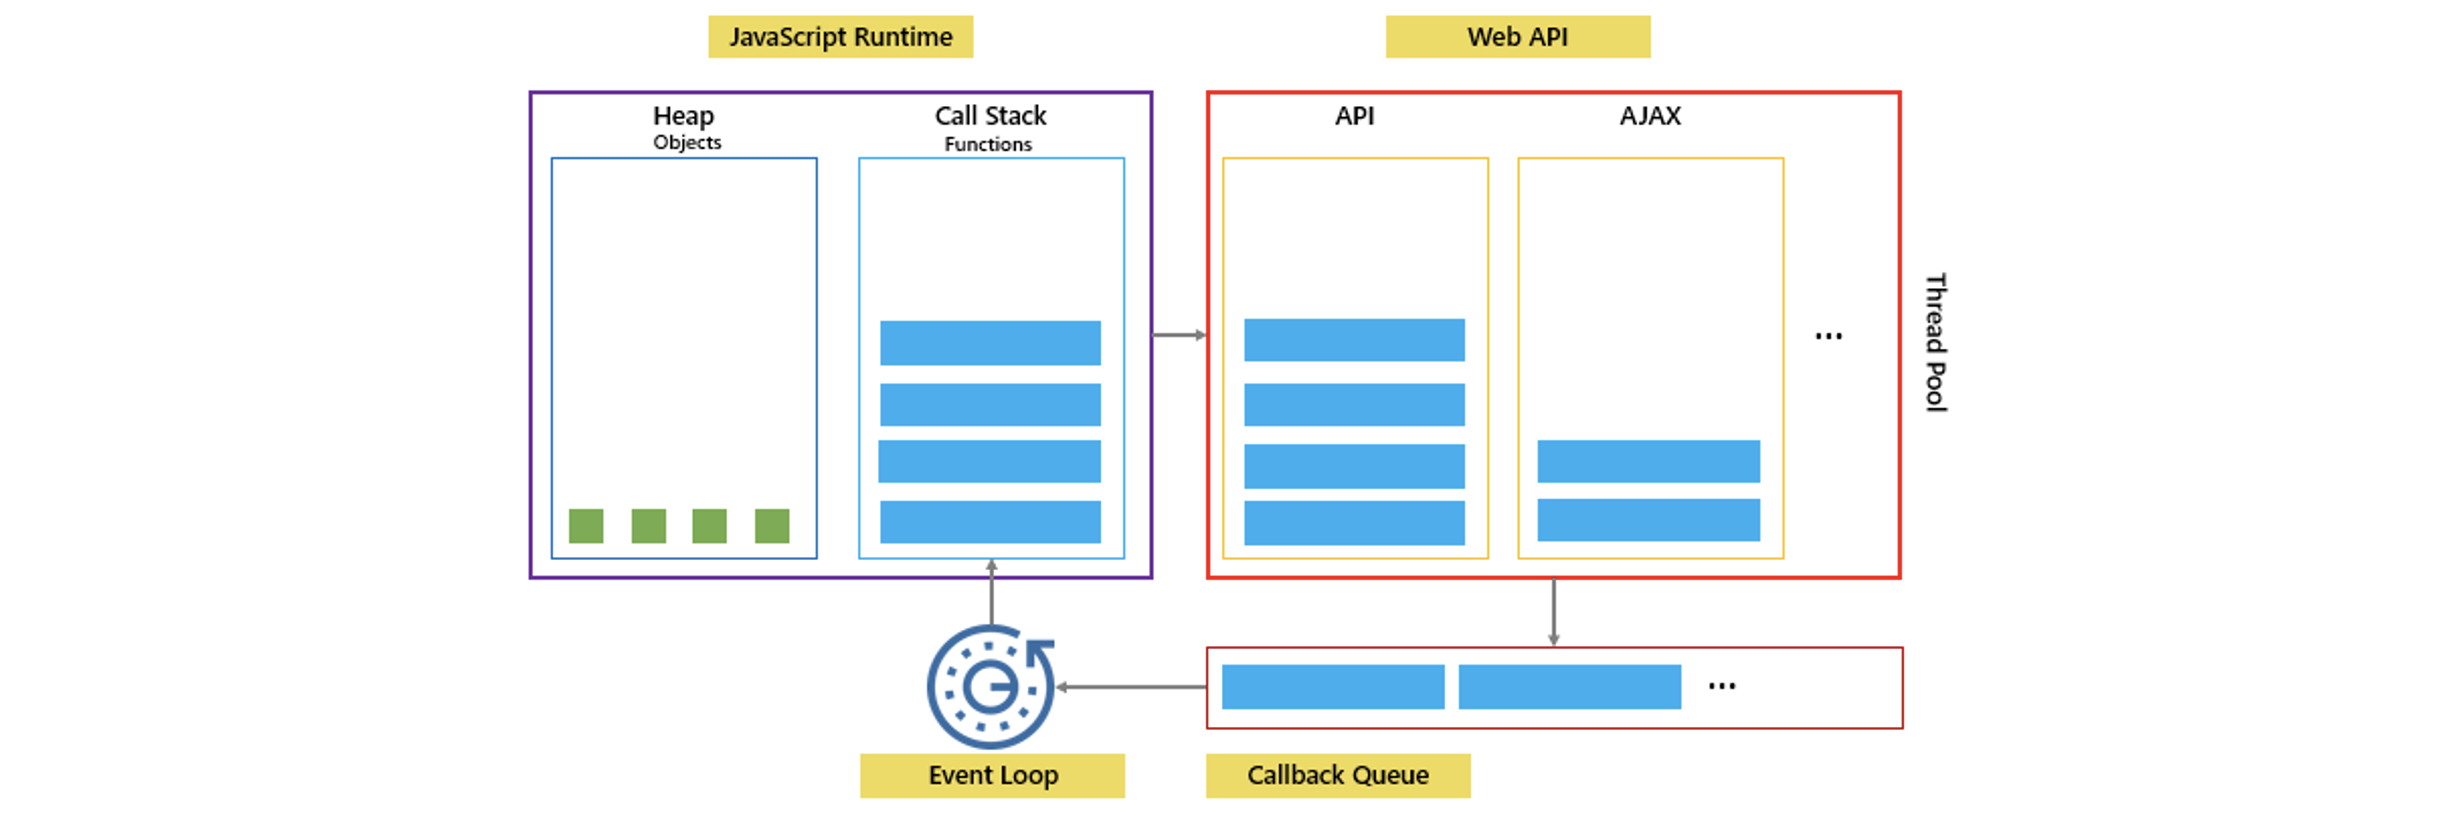 JavaScript Runtime
Web API
Heap
Objects
Call Stack
Functions
API
AJAX
...
Thread Pool
...
Event Loop
Callback Queue